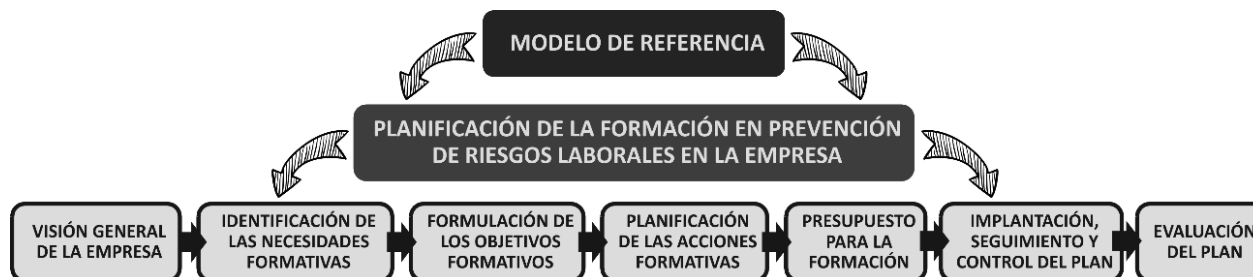 MODELO DE REFERENCIA
PLANIFICACIÓN DE LA FORMACIÓN EN PREVENCIÓN
DE RIESGOS LABORALES EN LA EMPRESA
VISIÓN GENERAL
DE LA EMPRESA
IDENTIFICACIÓN DE
LAS NECESIDADES
FORMATIVAS
FORMULACIÓN DE
LOS OBJETIVOS
FORMATIVOS
PLANIFICACIÓN
DE LAS ACCIONES
FORMATIVAS
PRESUPUESTO
PARA LA
FORMACIÓN
IMPLANTACIÓN,
SEGUIMIENTO Y
CONTROL DEL PLAN
EVALUACIÓN
DEL PLAN